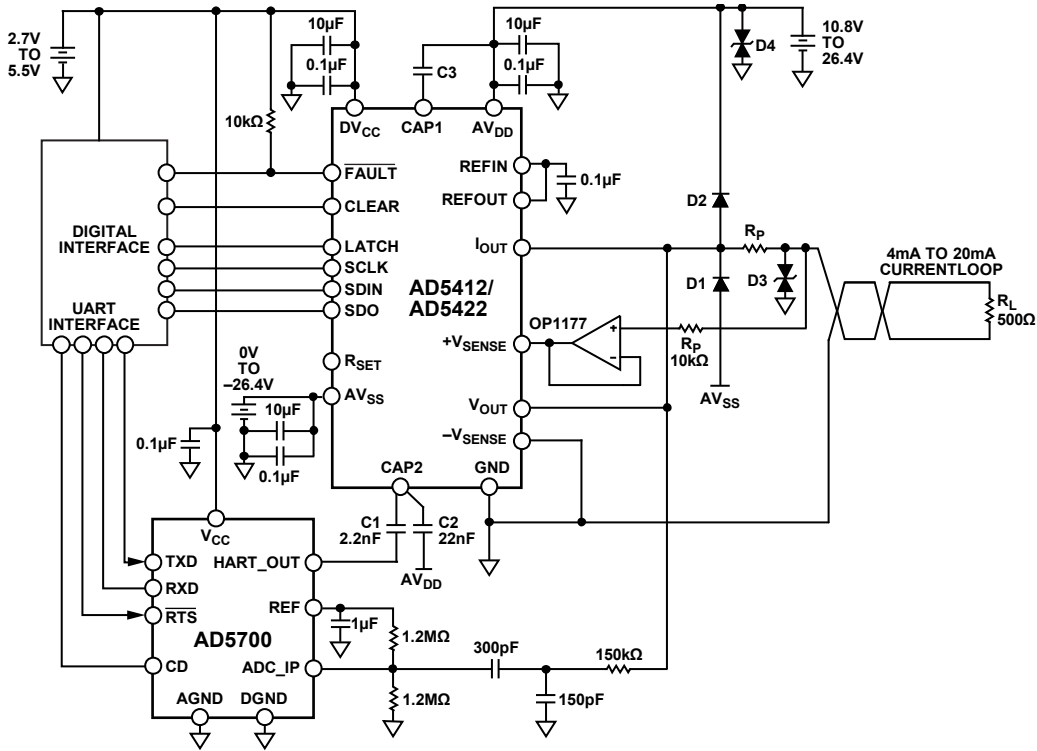 2.7V
TO
5.5V
10µF
0.1µF
C3
10µF
0.1µF
D4
10.8V
TO
26.4V
10kΩ
DVCC
CAP1
AVDD
FAULT
REFIN
0.1µF
CLEAR
REFOUT
D2
DIGITAL
INTERFACE
LATCH
IOUT
RP
4mA TO 20mA
CURRENTLOOP
SCLK
AD5412/
AD5422
D1
D3
SDIN
RL
500Ω
UART
INTERFACE
SDO
OP1177
+
−
RP
10kΩ
0V
TO
−26.4V
RSET
+VSENSE
AVSS
AVSS
10µF
VOUT
0.1µF
−VSENSE
0.1µF
CAP2
GND
C1
2.2nF
C2
22nF
VCC
TXD
HART_OUT
AVDD
RXD
REF
1µF
RTS
1.2MΩ
AD5700
300pF
150kΩ
CD
ADC_IP
1.2MΩ
150pF
AGND
DGND